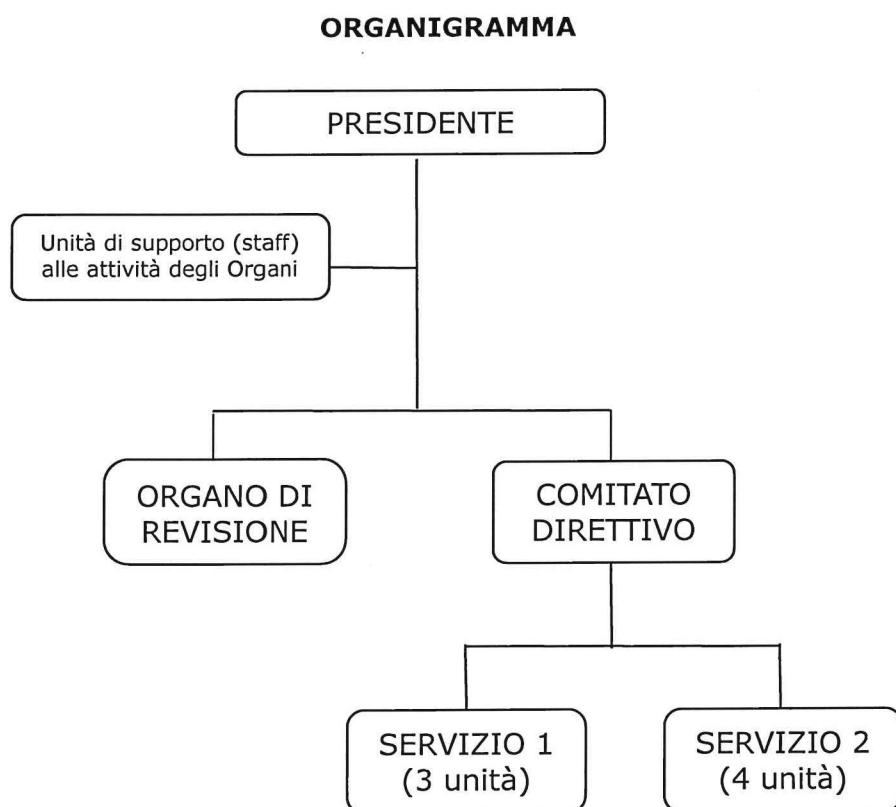 ORGANIGRAMMA
PRESIDENTE
Unità di supporto (staff)
alle attività degli Organi
ORGANO DI
REVISIONE
COMITATO
DIRETTIVO
SERVIZIO 1
(3 unità)
SERVIZIO 2
(4 unità)